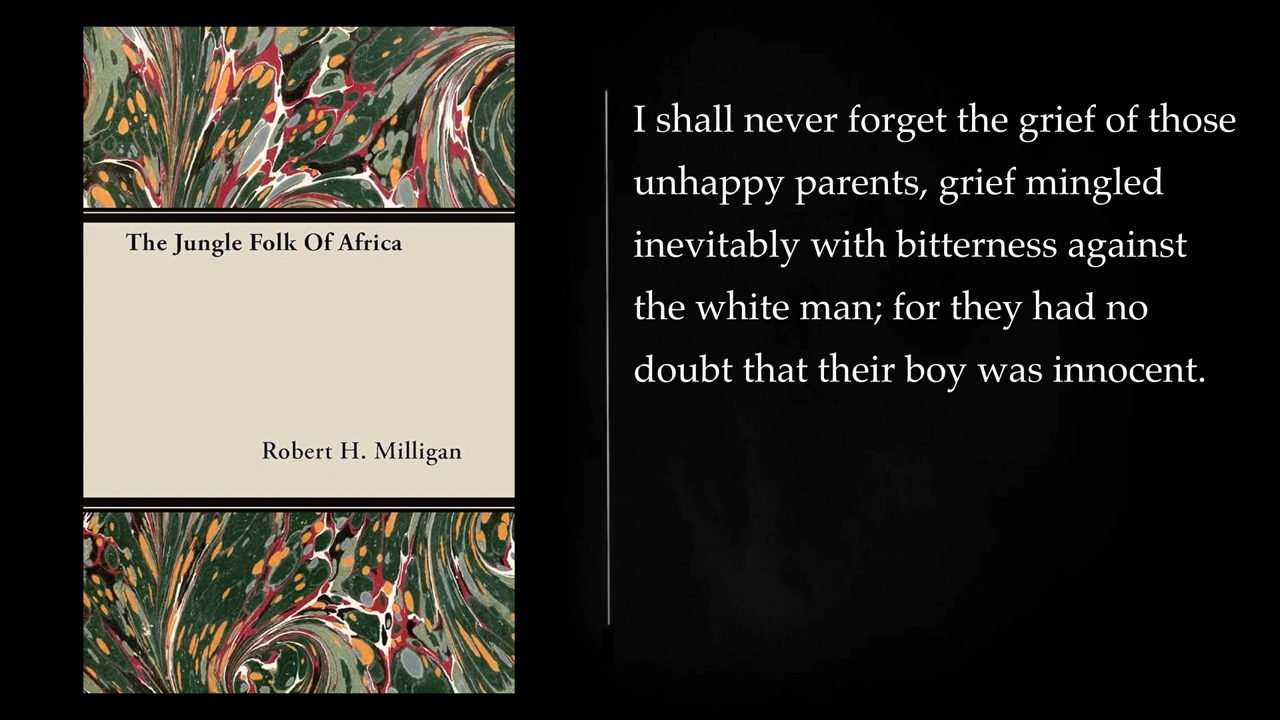 The Jungle Folk Of Africa
Robert H. Milligan
I shall never forget the grief of those
unhappy parents, grief mingled
inevitably with bitterness against
the white man; for they had no
doubt that their boy was innocent.